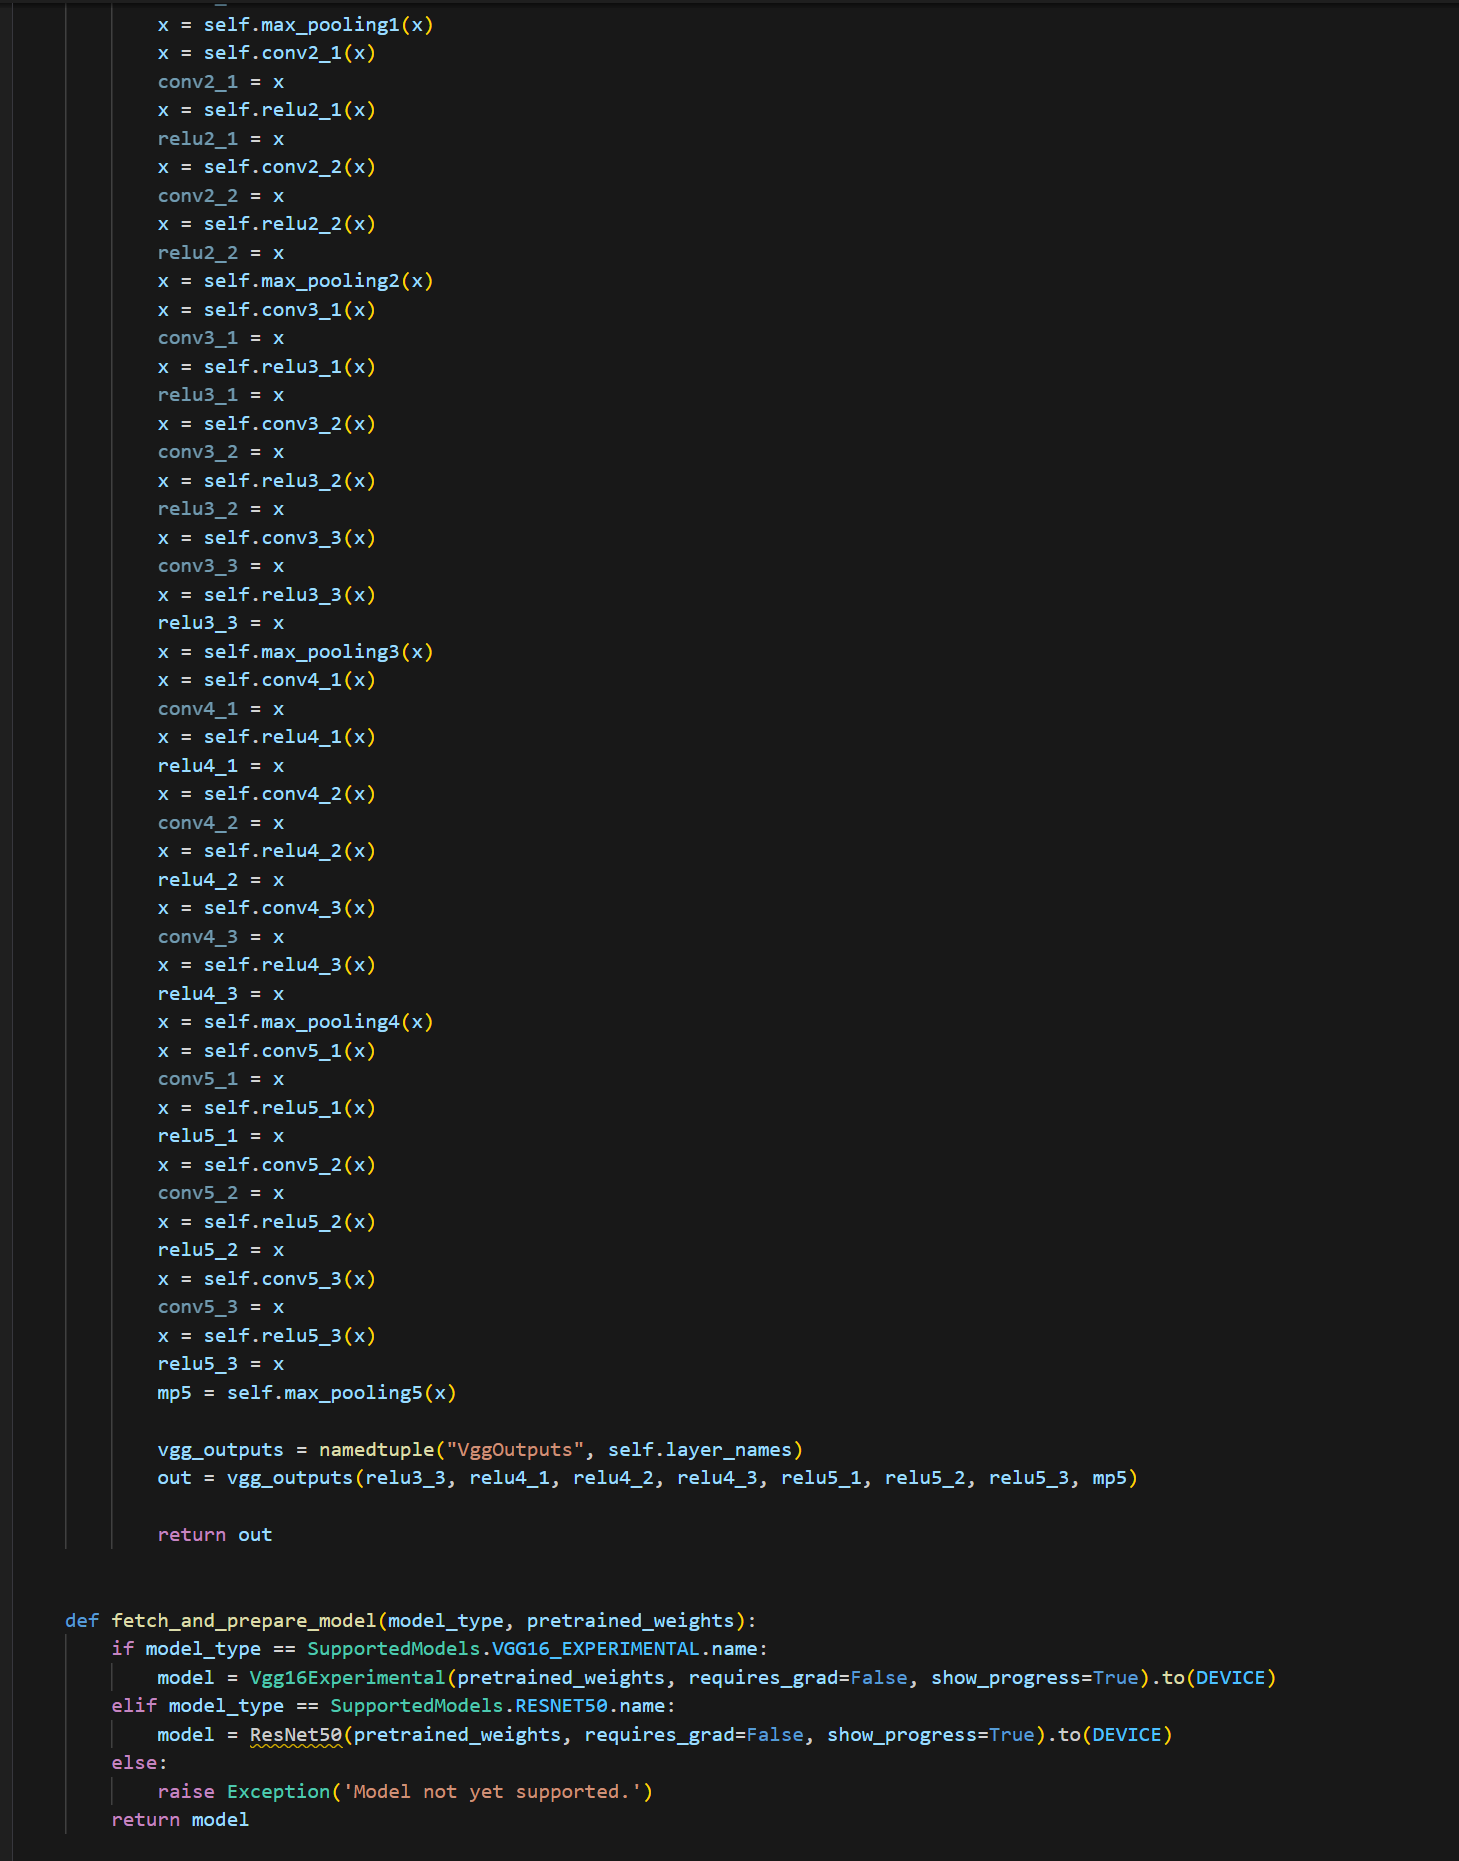 x = self.max_pooling1(x)
x = self.conv2_1(x)
conv2_1 = x
x = self.relu2_1(x)
relu2_1 = x
x = self.conv2_2(x)
conv2_2 = x
x = self.relu2_2(x)
relu2_2 = x
x = self.max_pooling2(x)
x = self.conv3_1(x)
conv3_1 = x
x = self.relu3_1(x)
relu3_1 = x
x = self.conv3_2(x)
conv3_2 = x
x = self.relu3_2(x)
relu3_2 = x
x = self.conv3_3(x)
conv3_3 = x
x = self.relu3_3(x)
relu3_3 = x
x = self.max_pooling3(x)
x = self.conv4_1(x)
conv4_1 = x
x = self.relu4_1(x)
relu4_1 = x
x = self.conv4_2(x)
conv4_2 = x
x = self.relu4_2(x)
relu4_2 = x
x = self.conv4_3(x)
conv4_3 = x
x = self.relu4_3(x)
relu4_3 = x
x = self.max_pooling4(x)
x = self.conv5_1(x)
conv5_1 = x
x = self.relu5_1(x)
relu5_1 = x
x = self.conv5_2(x)
conv5_2 = x
x = self.relu5_2(x)
relu5_2 = x
x = self.conv5_3(x)
conv5_3 = x
x = self.relu5_3(x)
relu5_3 = x
mp5 = self.max_pooling5(x)
vgg_outputs = namedtuple("VggOutputs", self.layer_names)
out = vgg_outputs(relu3_3, relu4_1, relu4_2, relu4_3, relu5_1, relu5_2, relu5_3, mp5)
return out
def fetch_and_prepare_model(model_type, pretrained_weights):
if model_type == SupportedModels.VGG16_EXPERIMENTAL.name:
model = Vgg16Experimental(pretrained_weights, requires_grad=False, show_progress=True).to(DEVICE)
elif model_type == SupportedModels.RESNET50.name:
model = ResNet50(pretrained_weights, requires_grad=False, show_progress=True).to(DEVICE)
else:
raise Exception('Model not yet supported.')
return model